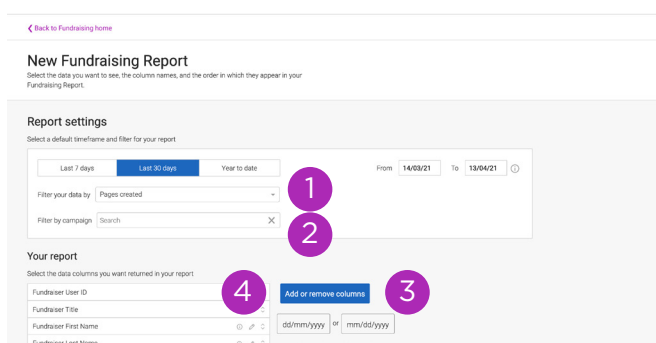 Back to Fundraising home
New Fundraising Report
Select the data you want to see, the column names, and the order in which they appear in your
Fundraising Report.
Report settings
Select a default timeframe and filter for your report
Last 7 days Last 30 days Year to date From 14/03/21 To 13/04/21
Filter your data by Pages created
1
Filter by campaign Search
2
Your report
Select the data columns you want returned in your report
Fundraiser User ID 4 Add or remove columns 3
Fundraiser Title
Fundraiser First Name dd/mm/yyyy or mm/dd/yyyy
Fundraiser Last Name